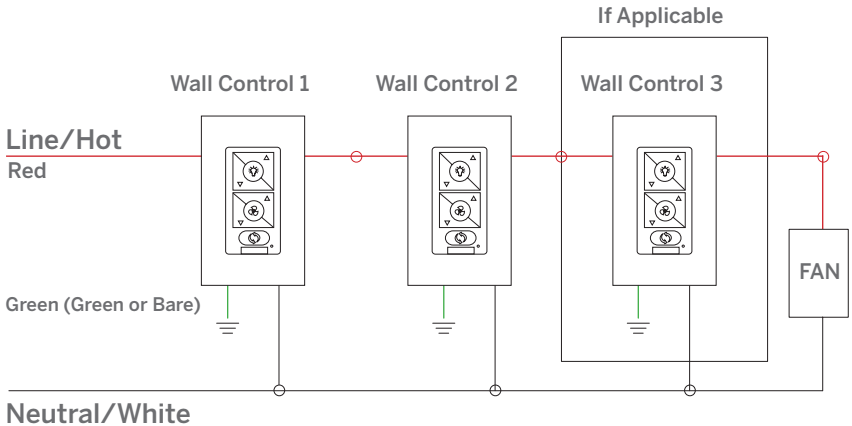 If Applicable
Wall Control 1
Wall Control 2
Wall Control 3
Line/Hot
Red
FAN
Green (Green or Bare)
Neutral/White